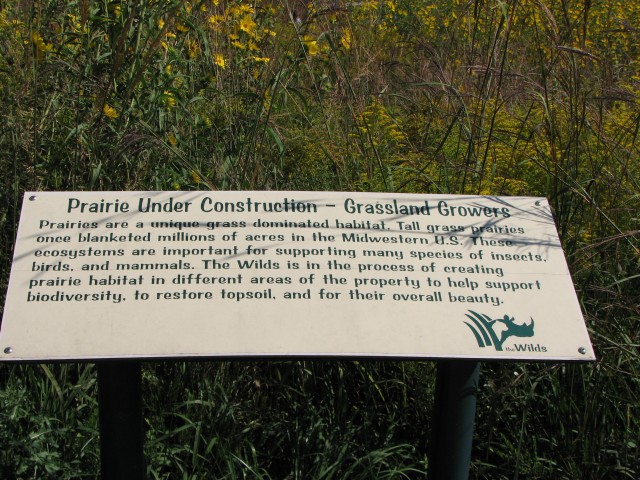 Prairie Under Construction - Grassland Growers
Prairies are a unique grass dominated habitat. Tall grass prairies
once blanketed millions of acres in the Midwestern U.S. These
ecosystems are important for supporting many species of insects,
birds, and mammals. The Wilds is in the process of creating
prairie habitat in different areas of the property to help support
biodiversity, to restore topsoil, and for their overall beauty.
the Wilds